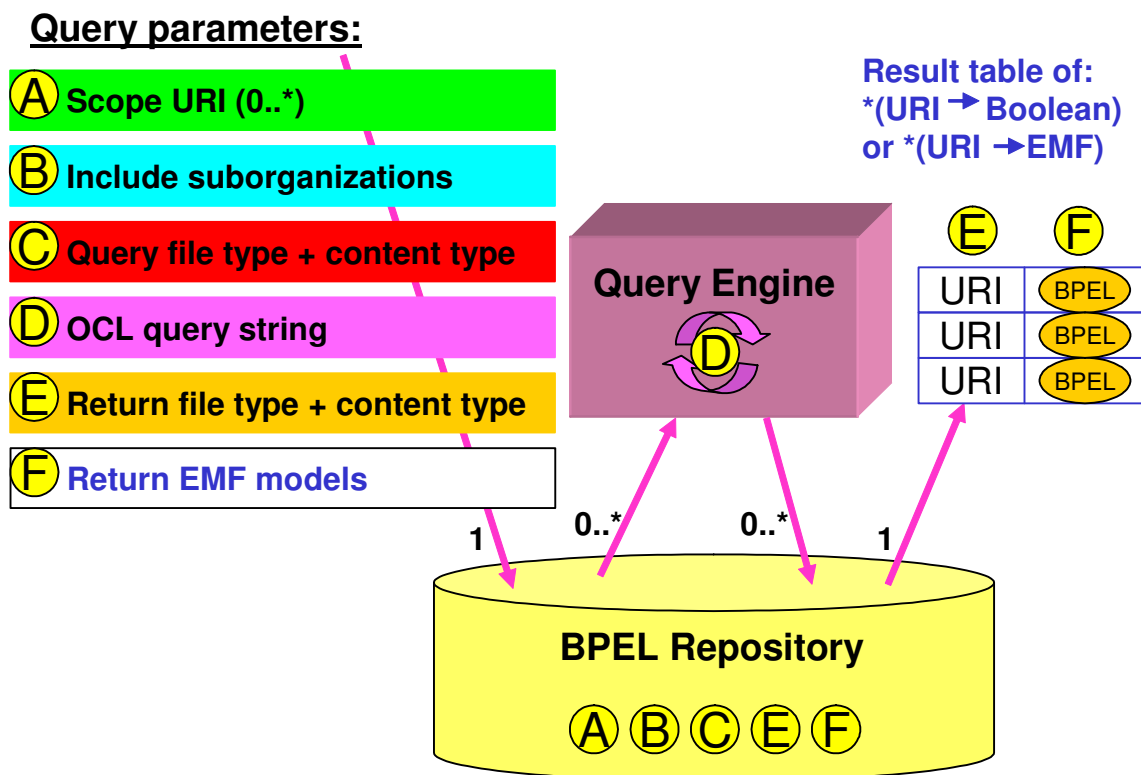 Query parameters:
A Scope URI (0..*)
B Include suborganizations
C Query file type + content type
D OCL query string
E Return file type + content type
F Return EMF models
Query Engine
D
Result table of:
*(URI → Boolean)
or *(URI →EMF)
E F
URI BPEL
URI BPEL
URI BPEL
1 0..* 0..* 1
BPEL Repository
A B C E F